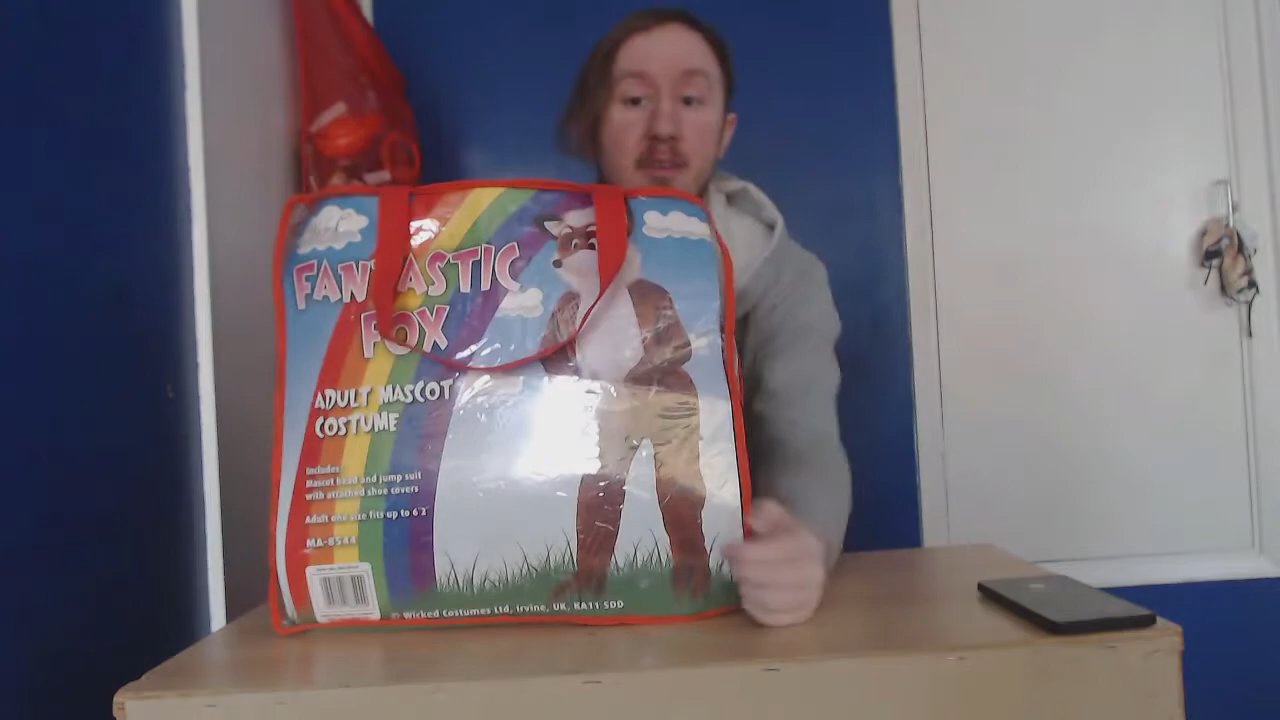 FANTASTIC
FOX
ADULT MASCOT
COSTUME
Includes
Mascot head and jump suit
with attached shoe covers
Adult one size fits up to 6'2"
MA-8544
© Wicked Costumes Ltd, Irvine, UK, KA11 5DD